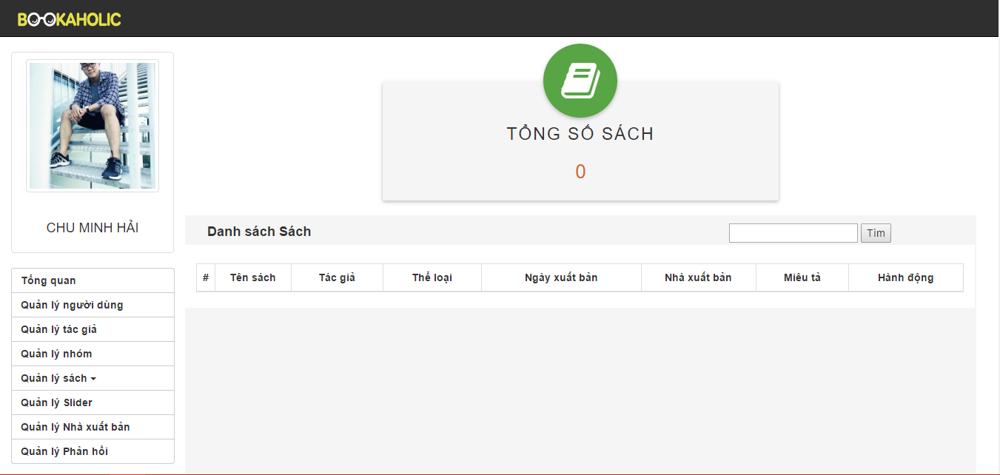 BOOKAHOLIC
CHU MINH HẢI
Tổng quan
Quản lý người dùng
Quản lý tác giả
Quản lý nhóm
Quản lý sách
Quản lý Slider
Quản lý Nhà xuất bản
Quản lý Phản hồi
TỔNG SỐ SÁCH
0
Danh sách Sách Tìm
# Tên sách Tác giả Thể loại Ngày xuất bản Nhà xuất bản Miêu tả Hành động